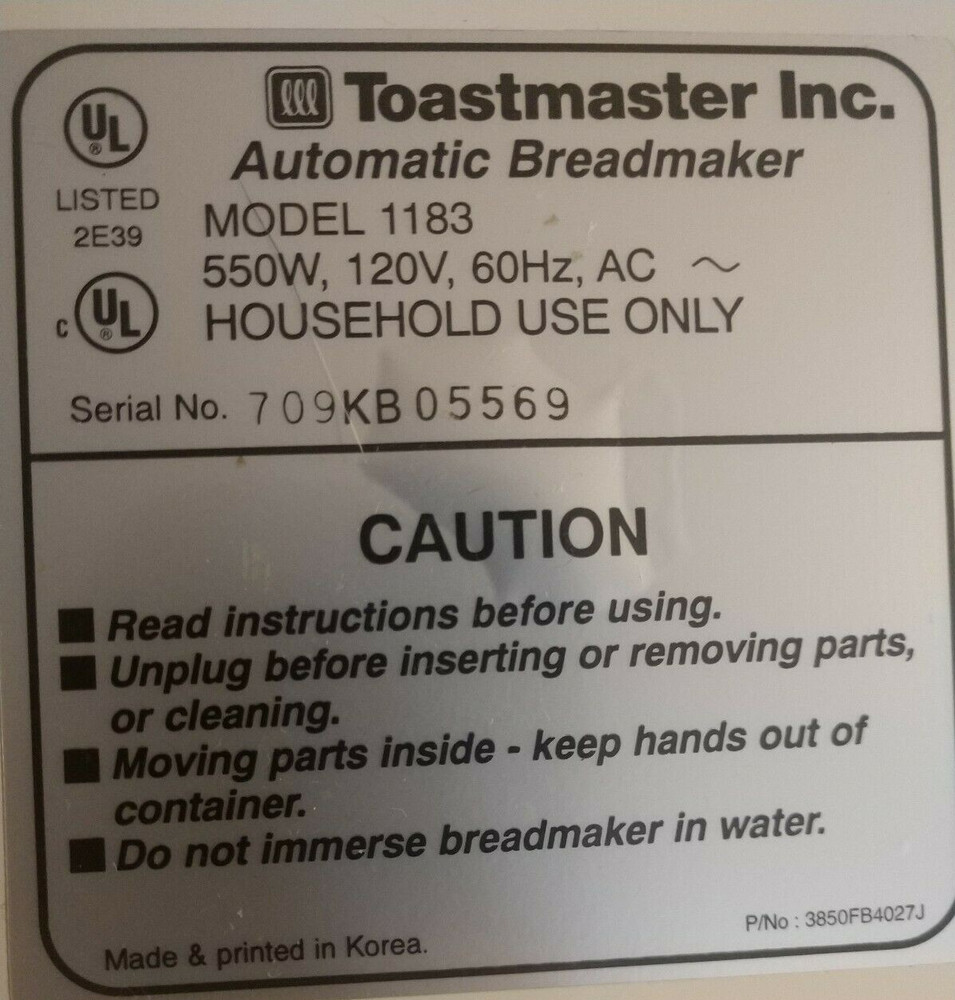 Toastmaster Inc.
Automatic Breadmaker
UL ®
LISTED
2E39
MODEL 1183
550W, 120V, 60Hz, AC ~
c UL ®
HOUSEHOLD USE ONLY
Serial No. 709KB05569
CAUTION
■ Read instructions before using.
■ Unplug before inserting or removing parts,
or cleaning.
■ Moving parts inside - keep hands out of
container.
■ Do not immerse breadmaker in water.
P/No : 3850FB4027J
Made & printed in Korea.